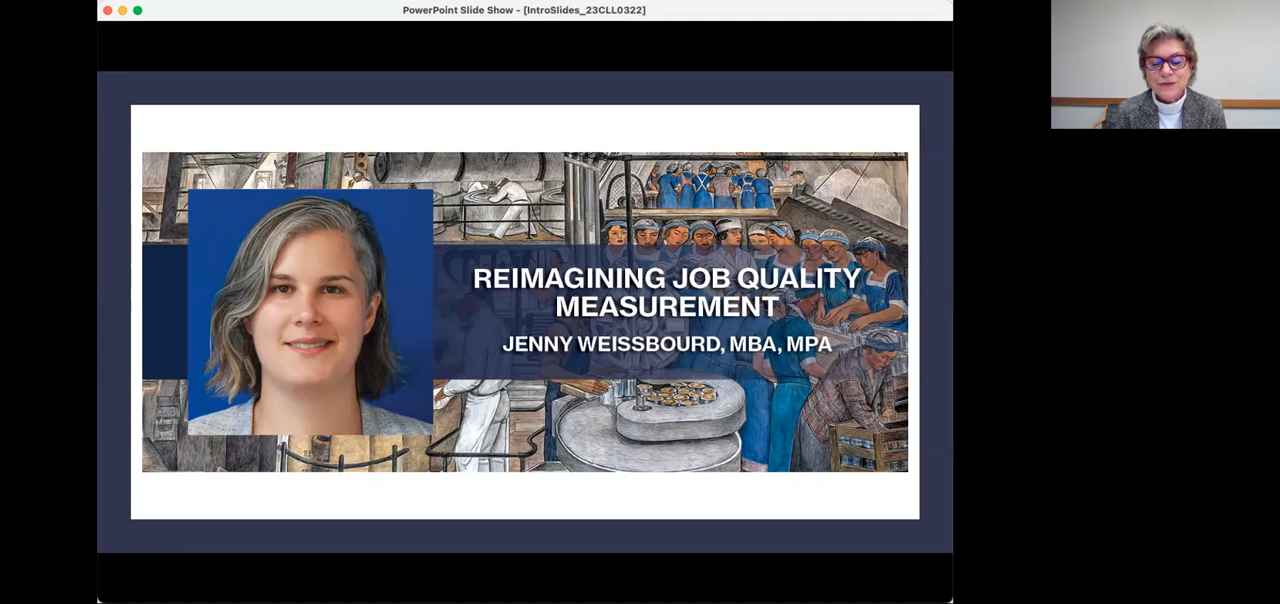 PowerPoint Slide Show - [IntroSlides_23CLL0322]
REIMAGINING JOB QUALITY
MEASUREMENT
JENNY WEISSBOURD, MBA, MPA